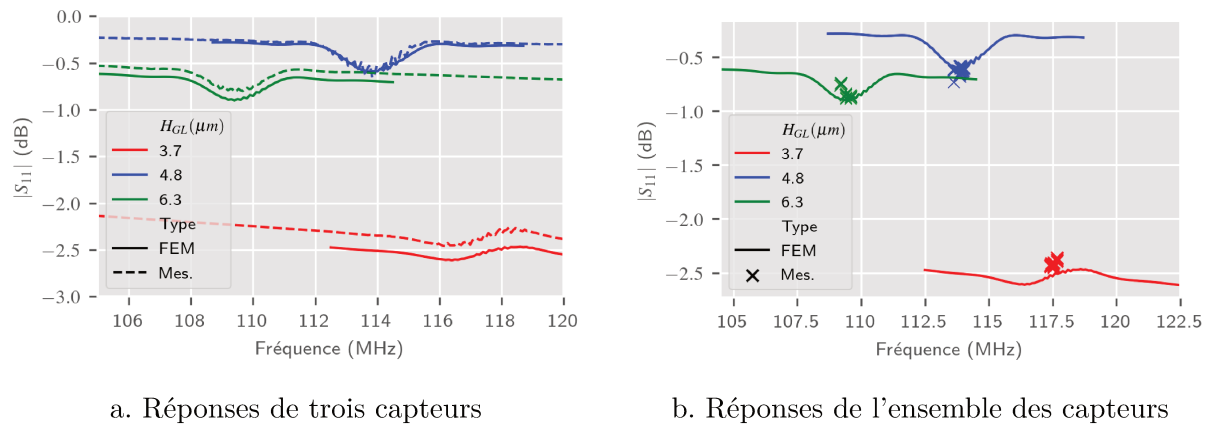 0.0
−0.5
−1.0
−1.5
−2.0
−2.5
−3.0
|S11| (dB)
H_GL(μm)
3.7
4.8
6.3
Type
FEM
Mes.
106 108 110 112 114 116 118 120
Fréquence (MHz)
a. Réponses de trois capteurs
−0.5
−1.0
−1.5
−2.0
−2.5
|S11| (dB)
H_GL(μm)
3.7
4.8
6.3
Type
FEM
Mes.
105 107.5 110 112.5 115 117.5 120 122.5
Fréquence (MHz)
b. Réponses de l'ensemble des capteurs